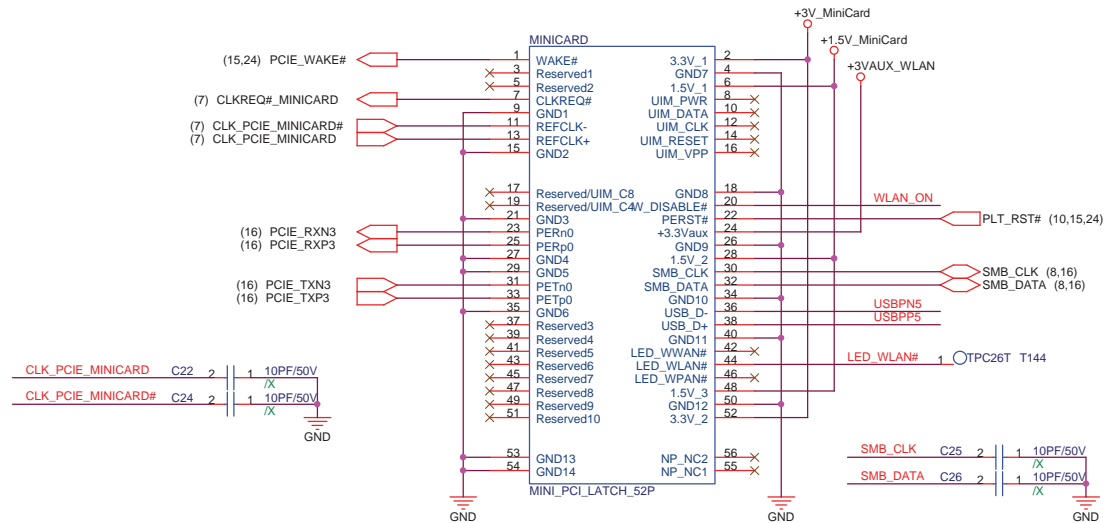 +3V_MiniCard
+1.5V_MiniCard
+3VAUX_WLAN
MINICARD
(15,24) PCIE_WAKE# 1 WAKE# 3.3V_1 2
3 Reserved1 GND7 4
5 Reserved2 1.5V_1 6
(7) CLKREQ#_MINICARD 7 CLKREQ# UIM_PWR 8
9 GND1 UIM_DATA 10
(7) CLK_PCIE_MINICARD# 11 REFCLK- UIM_CLK 12
(7) CLK_PCIE_MINICARD 13 REFCLK+ UIM_RESET 14
15 GND2 UIM_VPP 16
17 Reserved/UIM_C8 GND8 18
19 Reserved/UIM_C4 W_DISABLE# 20 WLAN_ON
21 GND3 PERST# 22 PLT_RST# (10,15,24)
(16) PCIE_RXN3 23 PERn0 +3.3Vaux 24
(16) PCIE_RXP3 25 PERp0 GND9 26
27 GND4 1.5V_2 28
29 GND5 SMB_CLK 30 SMB_CLK (8,16)
(16) PCIE_TXN3 31 PETn0 SMB_DATA 32 SMB_DATA (8,16)
(16) PCIE_TXP3 33 PETp0 GND10 34
35 GND6 USB_D- 36 USBPN5
37 Reserved3 USB_D+ 38 USBPP5
39 Reserved4 GND11 40
41 Reserved5 LED_WWAN# 42
43 Reserved6 LED_WLAN# 44 LED_WLAN# 1 TPC26T T144
45 Reserved7 LED_WPAN# 46
47 Reserved8 1.5V_3 48
49 Reserved9 GND12 50
51 Reserved10 3.3V_2 52
53 GND13 NP_NC2 56
54 GND14 NP_NC1 55
MINI_PCI_LATCH_52P
GND
GND
CLK_PCIE_MINICARD C22 2 1 10PF/50V
/X
CLK_PCIE_MINICARD# C24 2 1 10PF/50V
/X
GND
SMB_CLK C25 2 1 10PF/50V
/X
SMB_DATA C26 2 1 10PF/50V
/X
GND